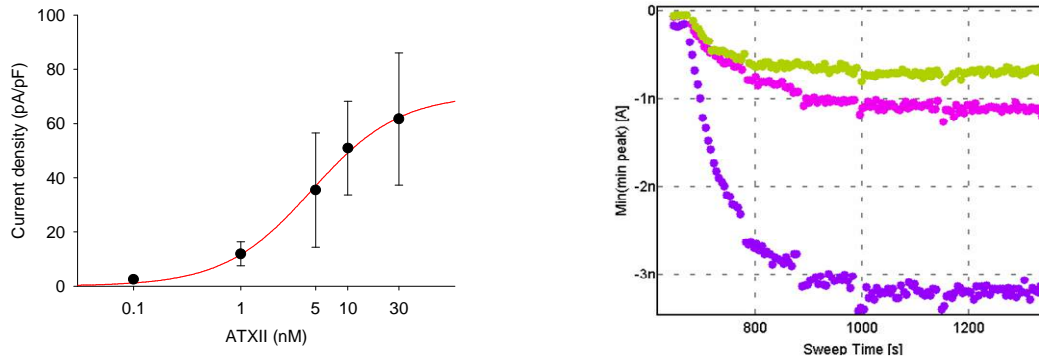 100
80
60
40
20
0
Current density (pA/pF)
0.1 1 5 10 30
ATXII (nM)
0
-1n
-2n
-3n
Min(min peak) [A]
800 1000 1200
Sweep Time [s]